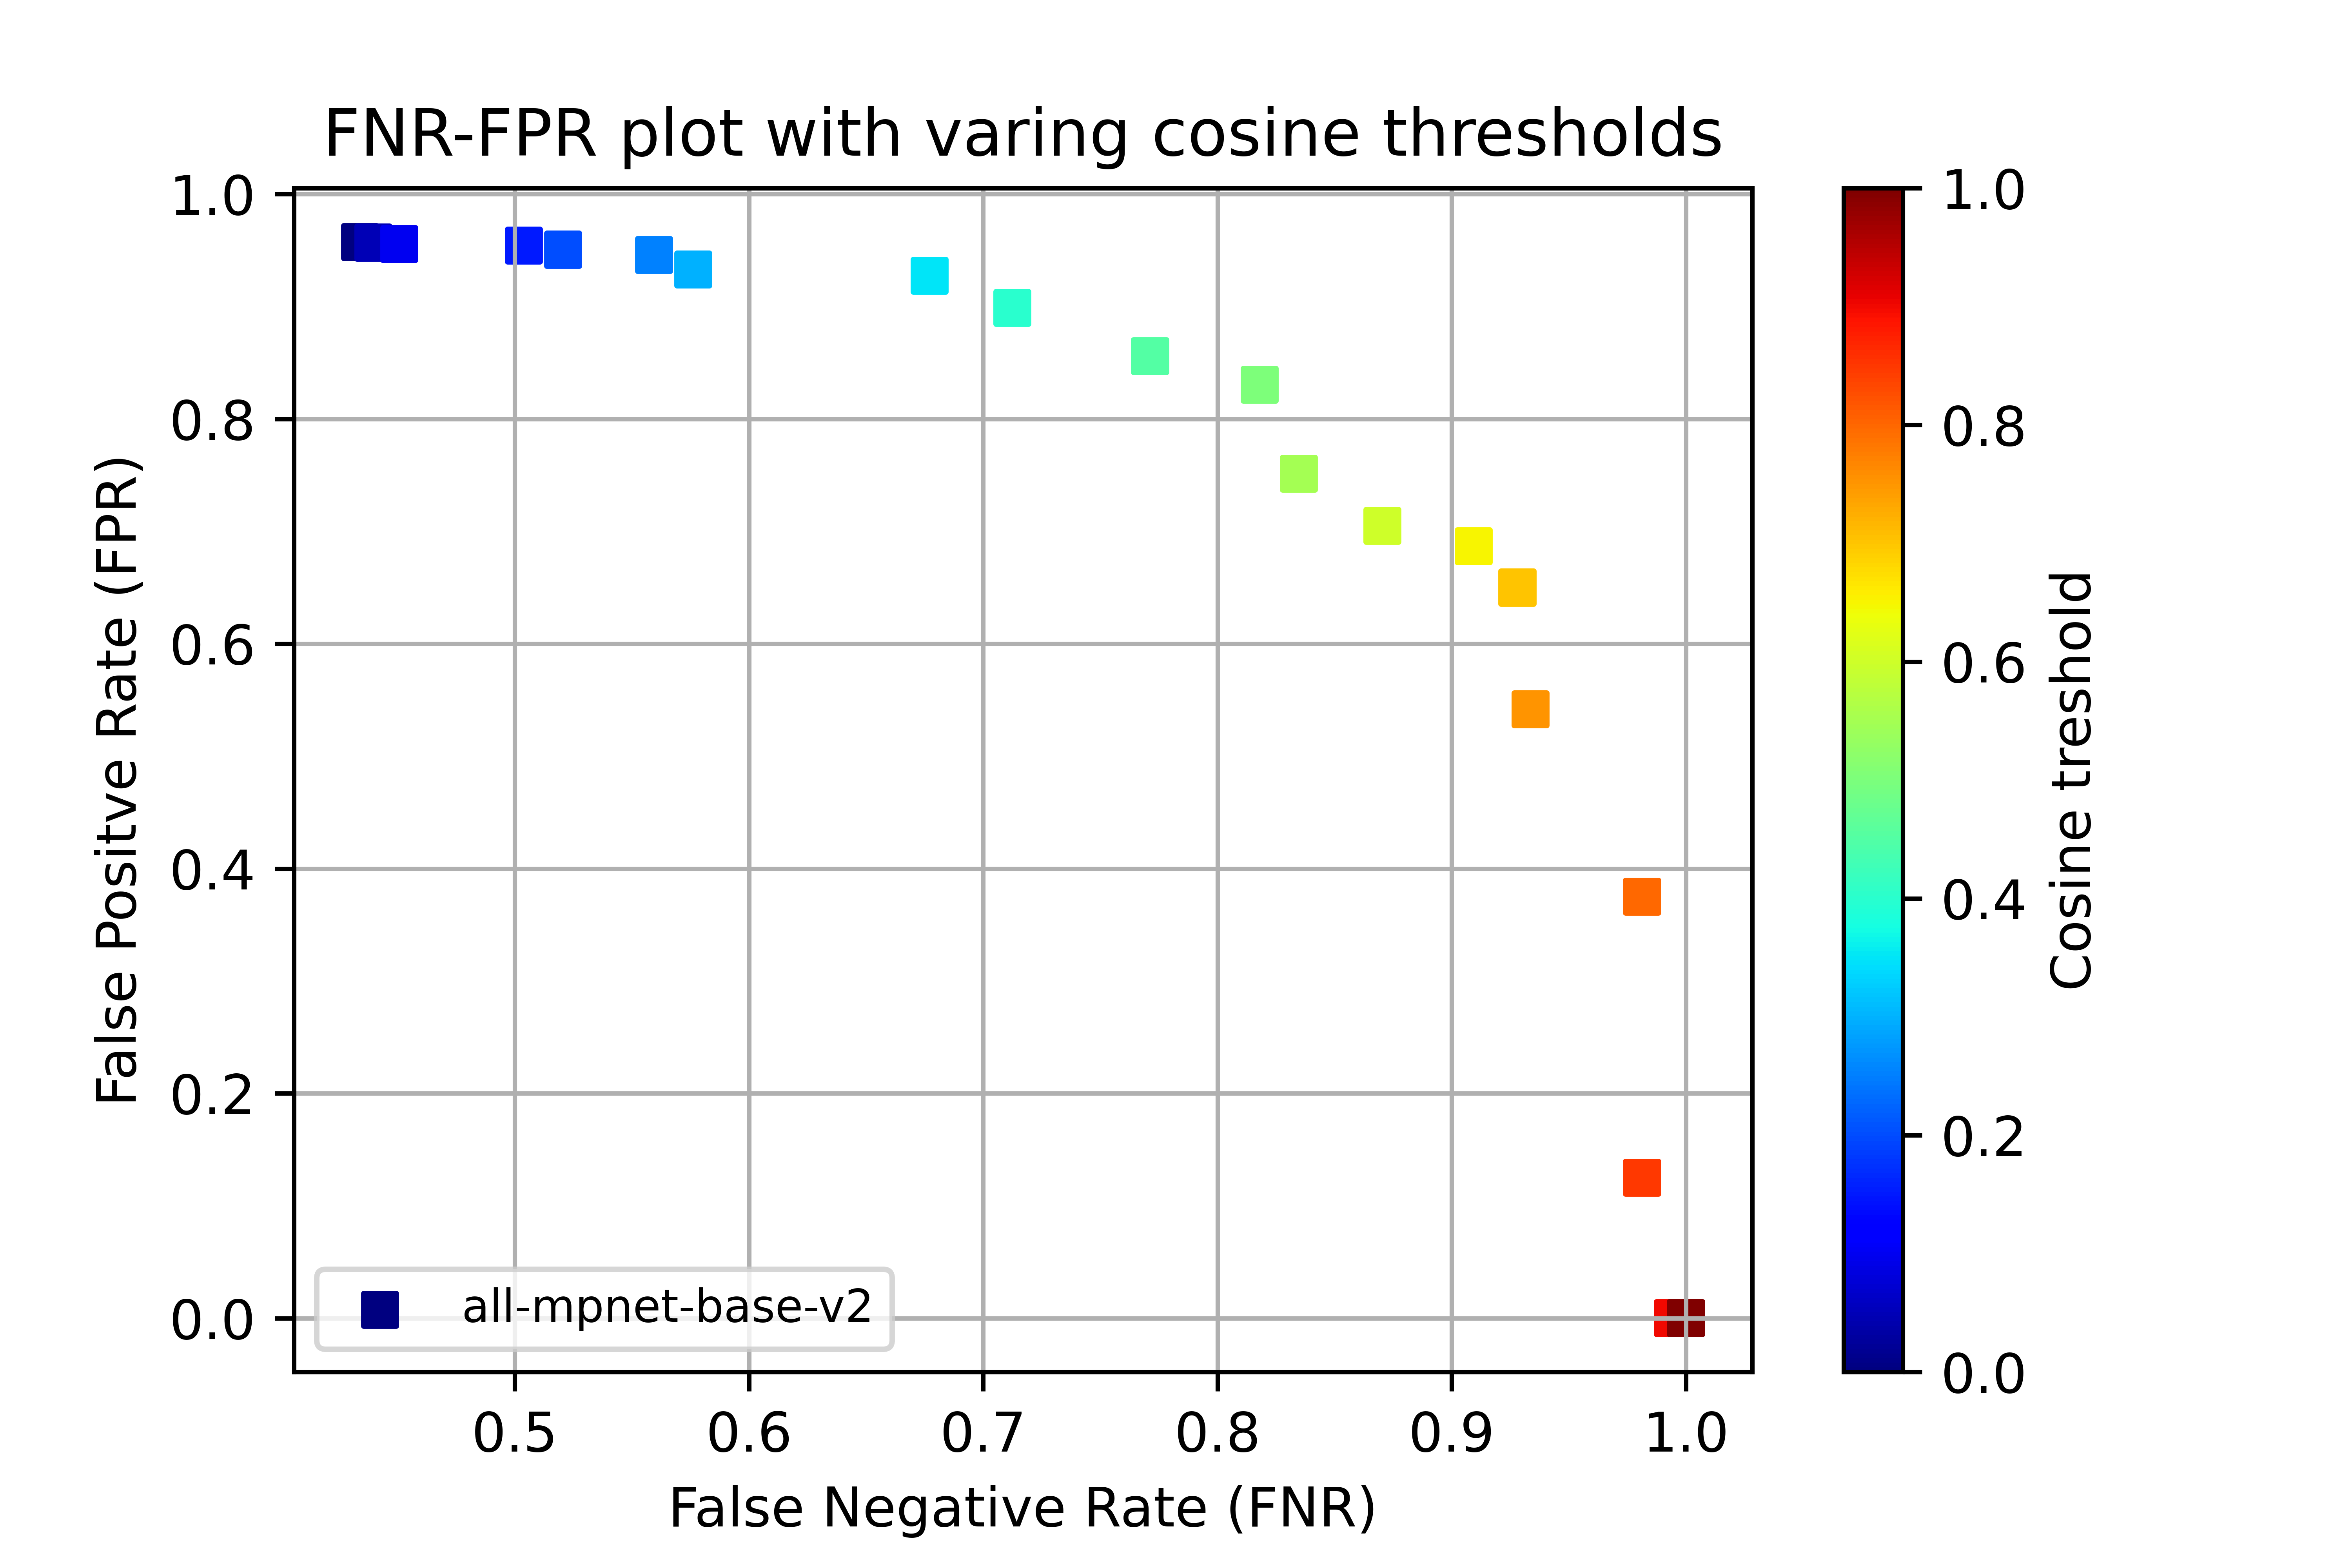 FNR-FPR plot with varing cosine thresholds
False Positve Rate (FPR)
1.0
0.8
0.6
0.4
0.2
0.0
all-mpnet-base-v2
0.5 0.6 0.7 0.8 0.9 1.0
False Negative Rate (FNR)
1.0
0.8
0.6
0.4
0.2
0.0
Cosine treshold